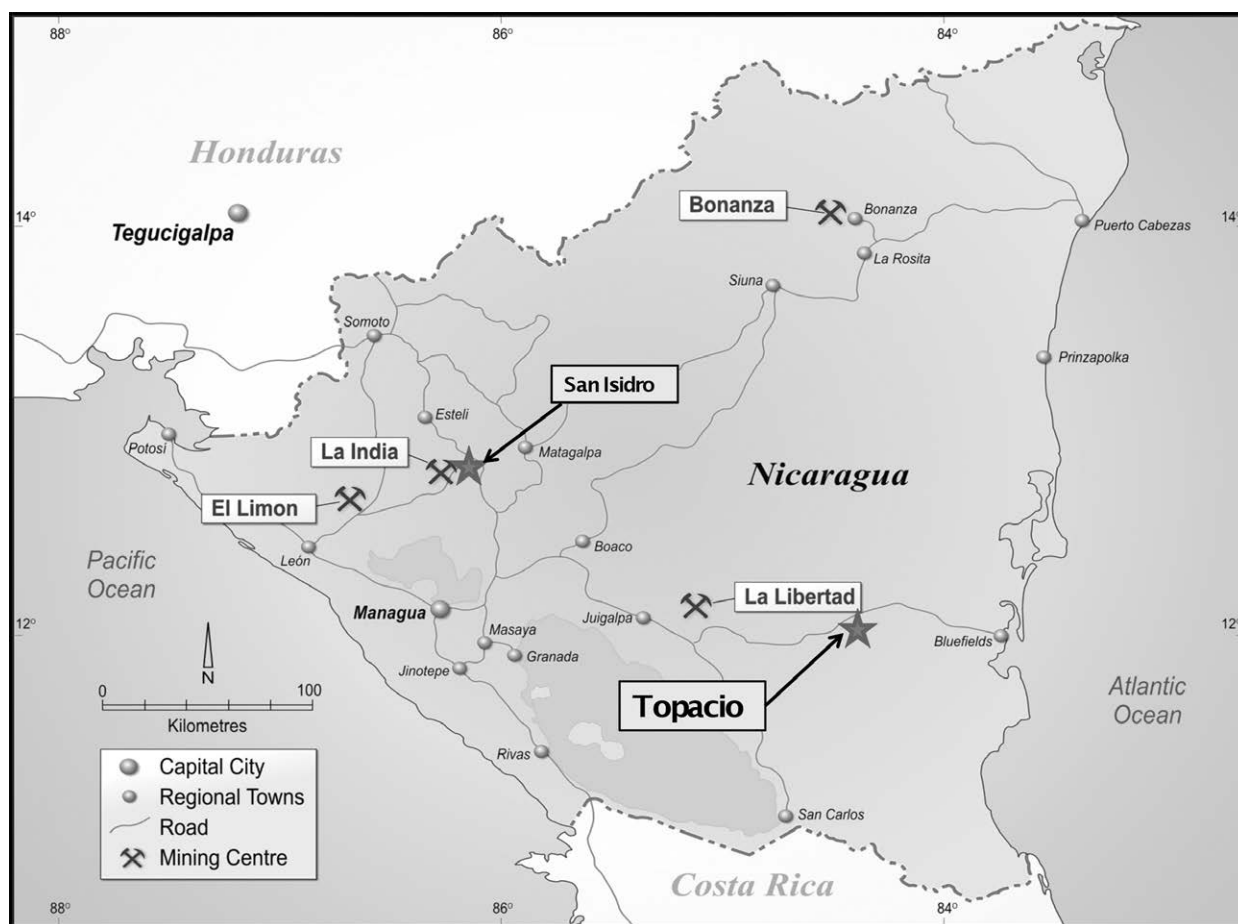 88°
86°
84°
Honduras
Bonanza
Bonanza
14°
14°
Tegucigalpa
Puerto Cabezas
La Rosita
Siuna
Somoto
Prinzapolka
San Isidro
Esteli
Potosí
La India
Matagalpa
Nicaragua
El Limon
León
Boaco
Pacific
Ocean
La Libertad
Managua
Juigalpa
12°
12°
Masaya
Bluefields
Granada
Jinotepe
N
0
100
Kilometres
Topacio
Atlantic
Ocean
Rivas
Capital City
Regional Towns
San Carlos
Road
Mining Centre
Costa Rica
88°
86°
84°